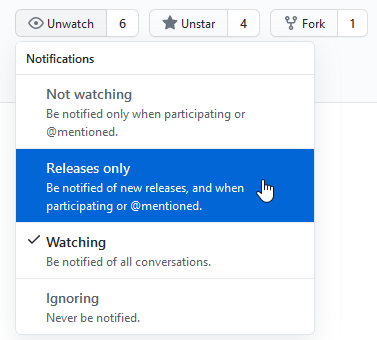 Unwatch 6 Unstar 4 Fork 1
Notifications
Not watching
Be notified only when participating or
@mentioned.
Releases only
Be notified of new releases, and when
participating or @mentioned.
Watching
Be notified of all conversations.
Ignoring
Never be notified.